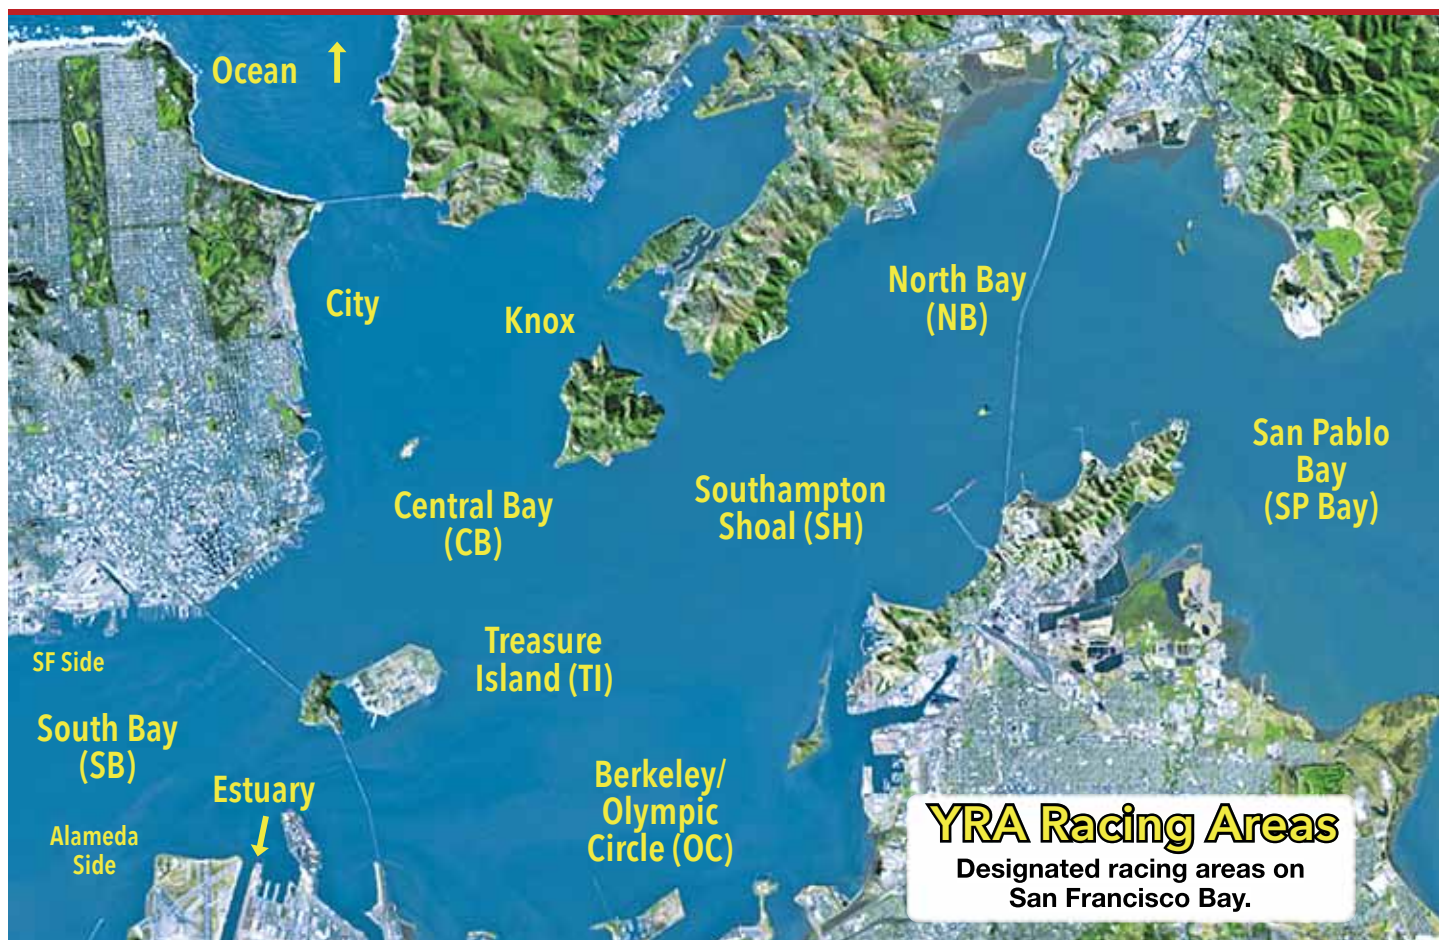 Ocean
City
Knox
North Bay
(NB)
San Pablo
Bay
(SP Bay)
Central Bay
(CB)
Southampton
Shoal (SH)
Treasure
Island (TI)
SF Side
South Bay
(SB)
Estuary
Alameda
Side
Berkeley/
Olympic
Circle (OC)
YRA Racing Areas
Designated racing areas on
San Francisco Bay.